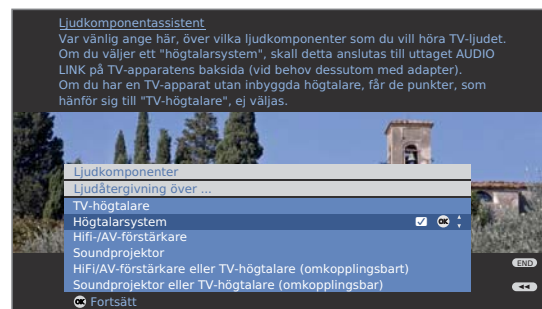 Ljudkomponentassistent
Var vänlig ange här, över vilka ljudkomponenter som du vill höra TV-ljudet.
Om du väljer ett "högtalarsystem", skall detta anslutas till uttaget AUDIO
LINK på TV-apparatens baksida (vid behov dessutom med adapter).
Om du har en TV-apparat utan inbyggda högtalare, får de punkter, som
hänför sig till "TV-högtalare", ej väljas.
Ljudkomponenter
Ljudåtergivning över ...
TV-högtalare
Högtalarsystem OK
Hifi-/AV-förstärkare
Soundprojektor
HiFi/AV-förstärkare eller TV-högtalare (omkopplingsbart)
Soundprojektor eller TV-högtalare (omkopplingsbar)
END
OK Fortsätt